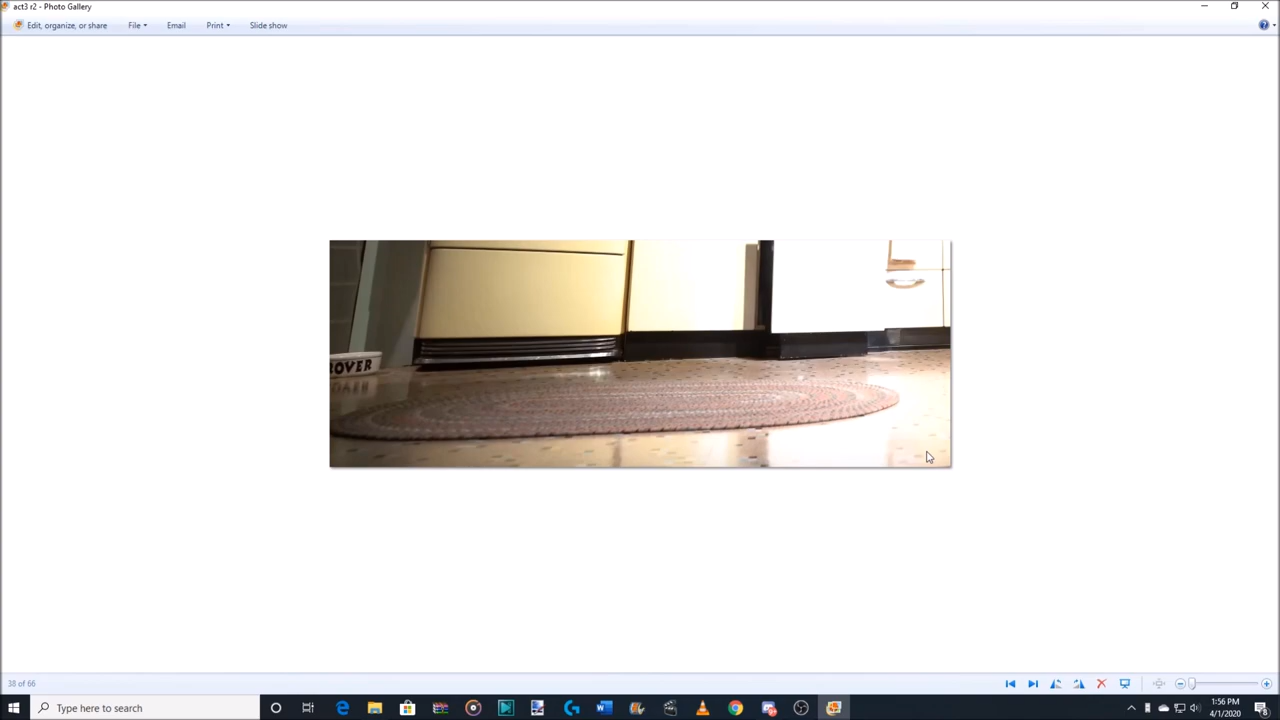 act3 r2 - Photo Gallery
Edit, organize, or share File Email Print Slide show
ROVER
38 of 66
Type here to search
1:56 PM
4/1/2020